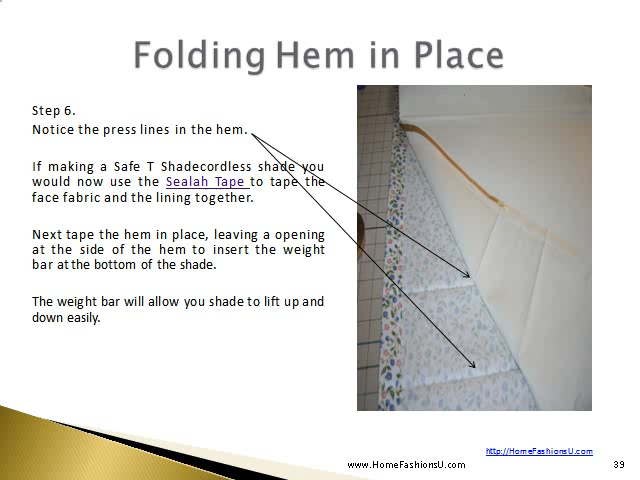 Folding Hem in Place
Step 6.
Notice the press lines in the hem.
If making a Safe T Shadecordless shade you
would now use the Sealah Tape to tape the
face fabric and the lining together.
Next tape the hem in place, leaving a opening
at the side of the hem to insert the weight
bar at the bottom of the shade.
The weight bar will allow you shade to lift up and
down easily.
http://HomeFashionsU.com
www.HomeFashionsU.com
39